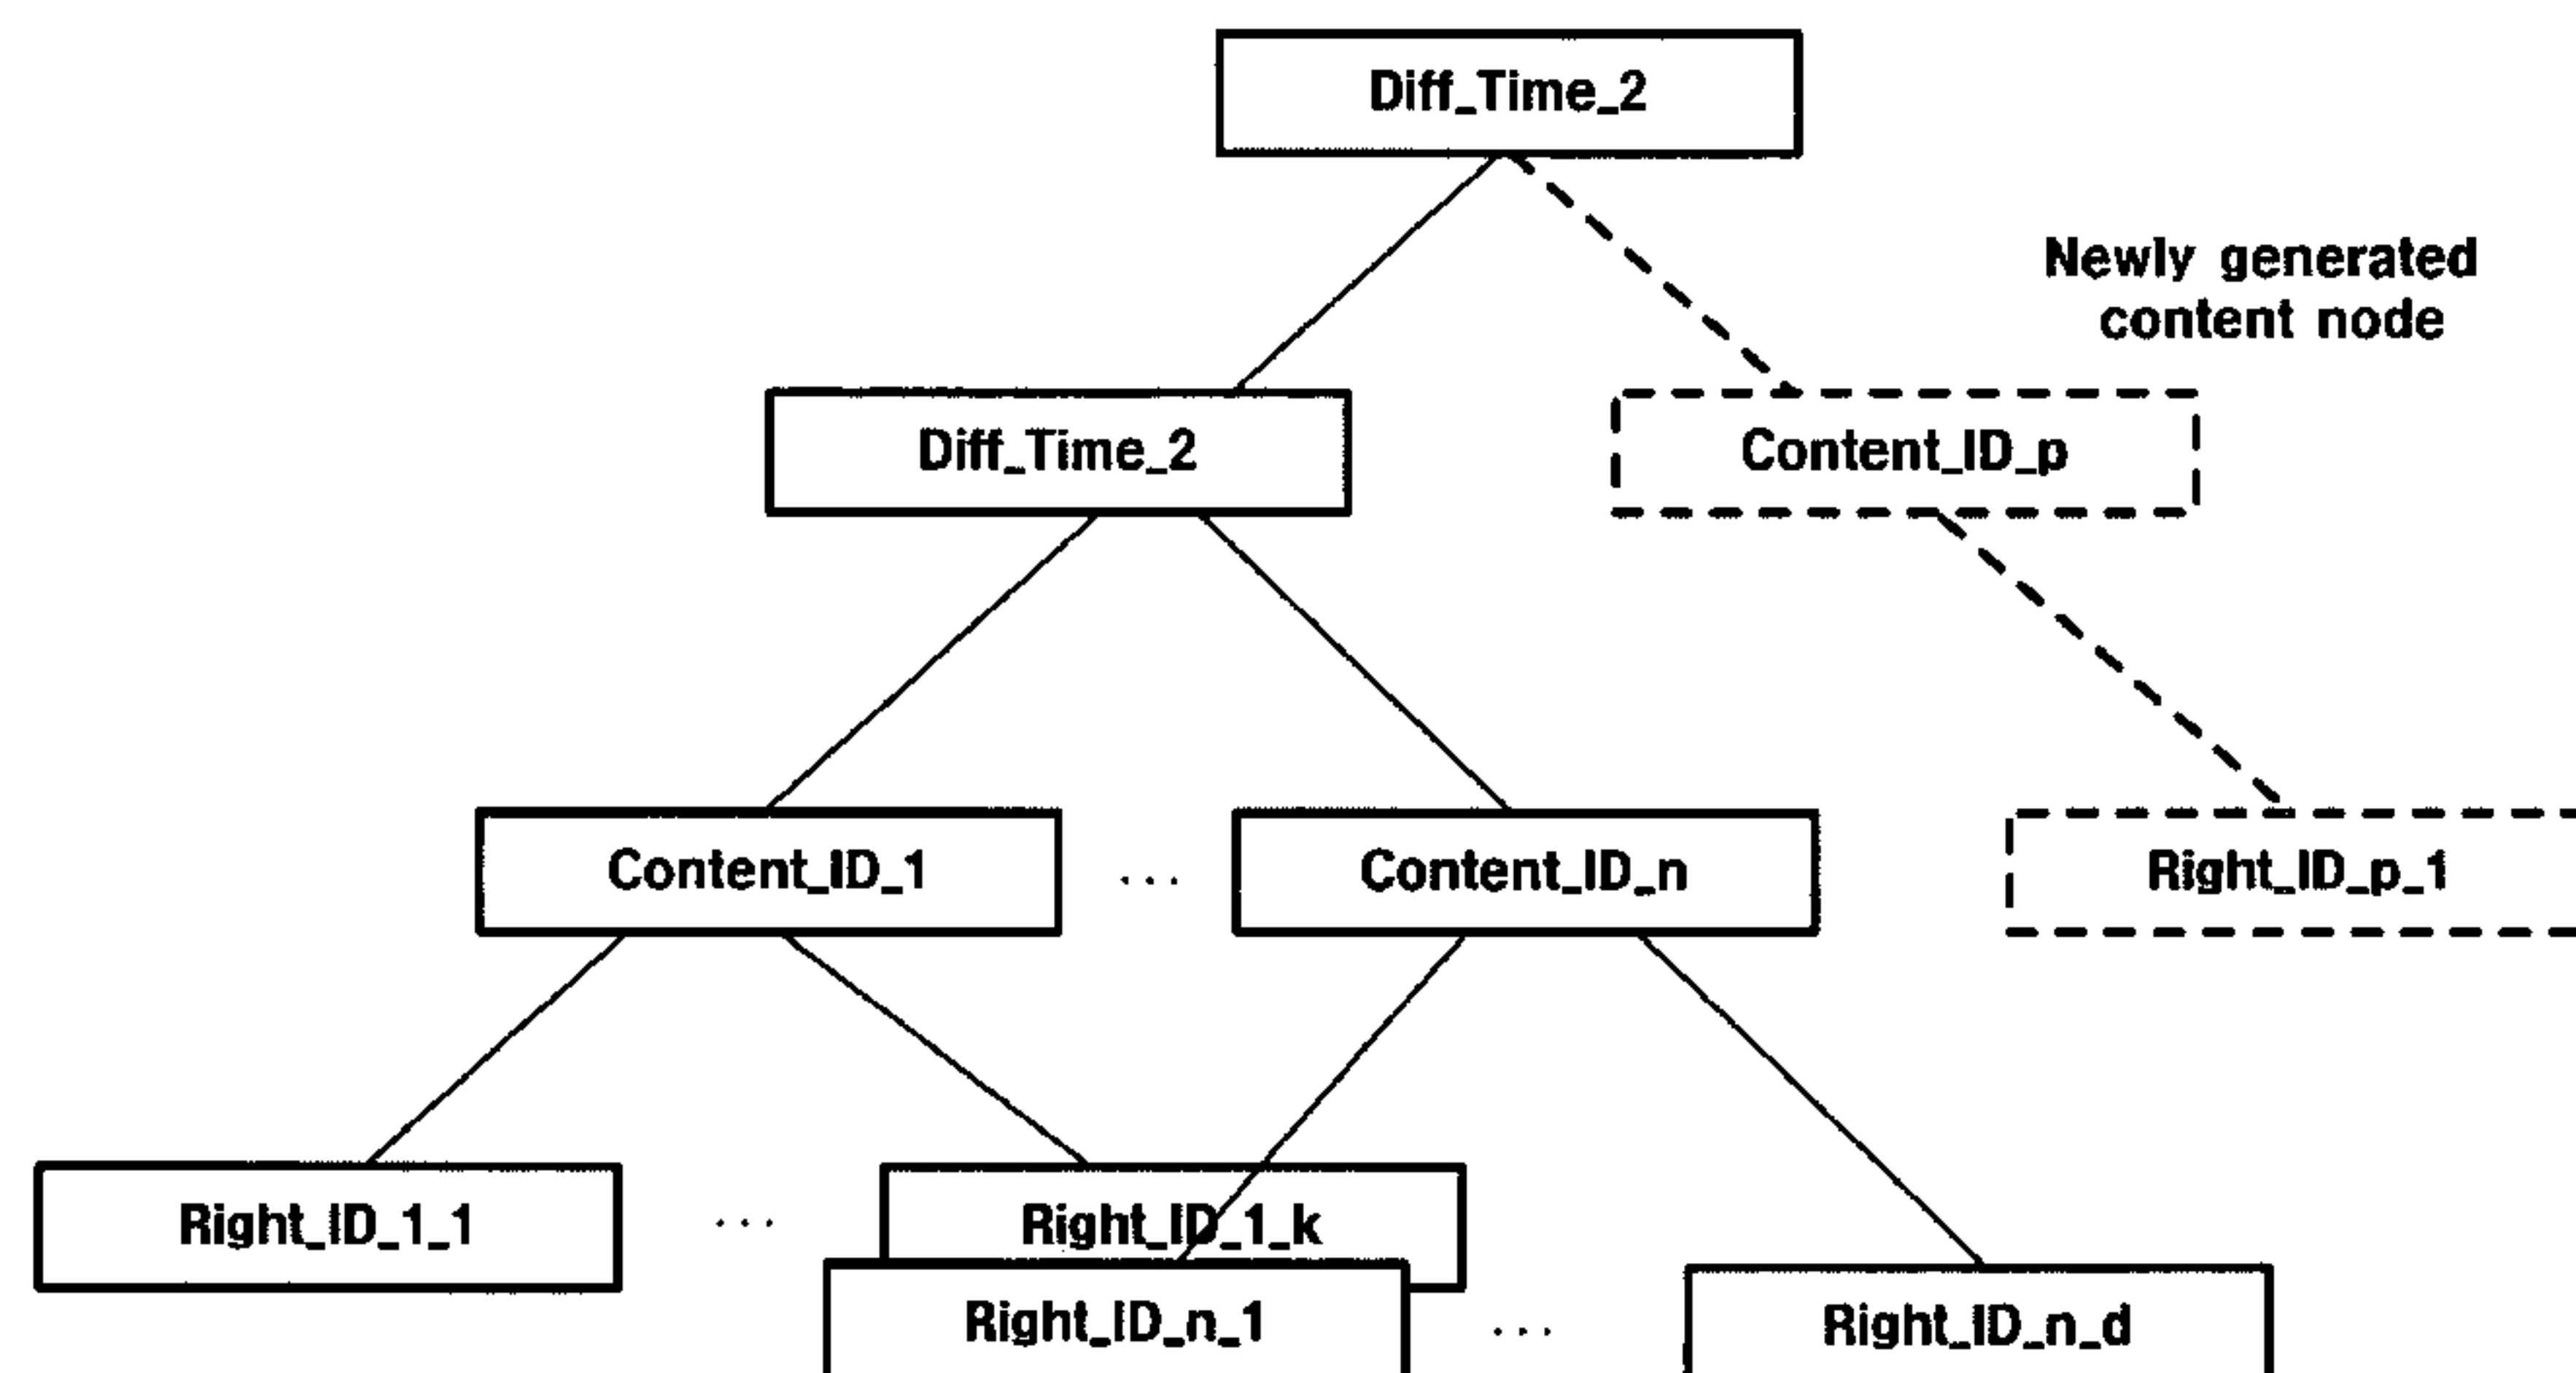 Diff_Time_2
Newly generated
content node
Diff_Time_2
Content_ID_p
Content_ID_1
...
Content_ID_n
Right_ID_p_1
Right_ID_1_1
...
Right_ID_1_k
Right_ID_n_1
...
Right_ID_n_d